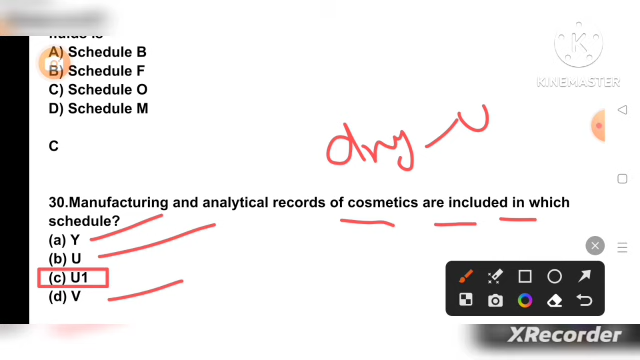 A) Schedule B
B) Schedule F
C) Schedule O
D) Schedule M
KINEMASTER
C
dry - U
30.Manufacturing and analytical records of cosmetics are included in which
schedule?
(a) Y
(b) U
(c) U1
(d) V
XRecorder